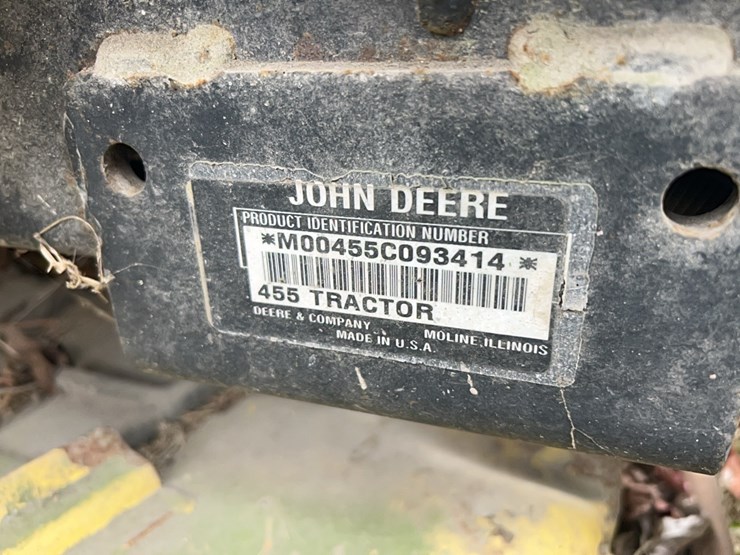 JOHN DEERE
PRODUCT IDENTIFICATION NUMBER
*M00455C093414*
455 TRACTOR
DEERE & COMPANY MOLINE, ILLINOIS
MADE IN U.S.A.